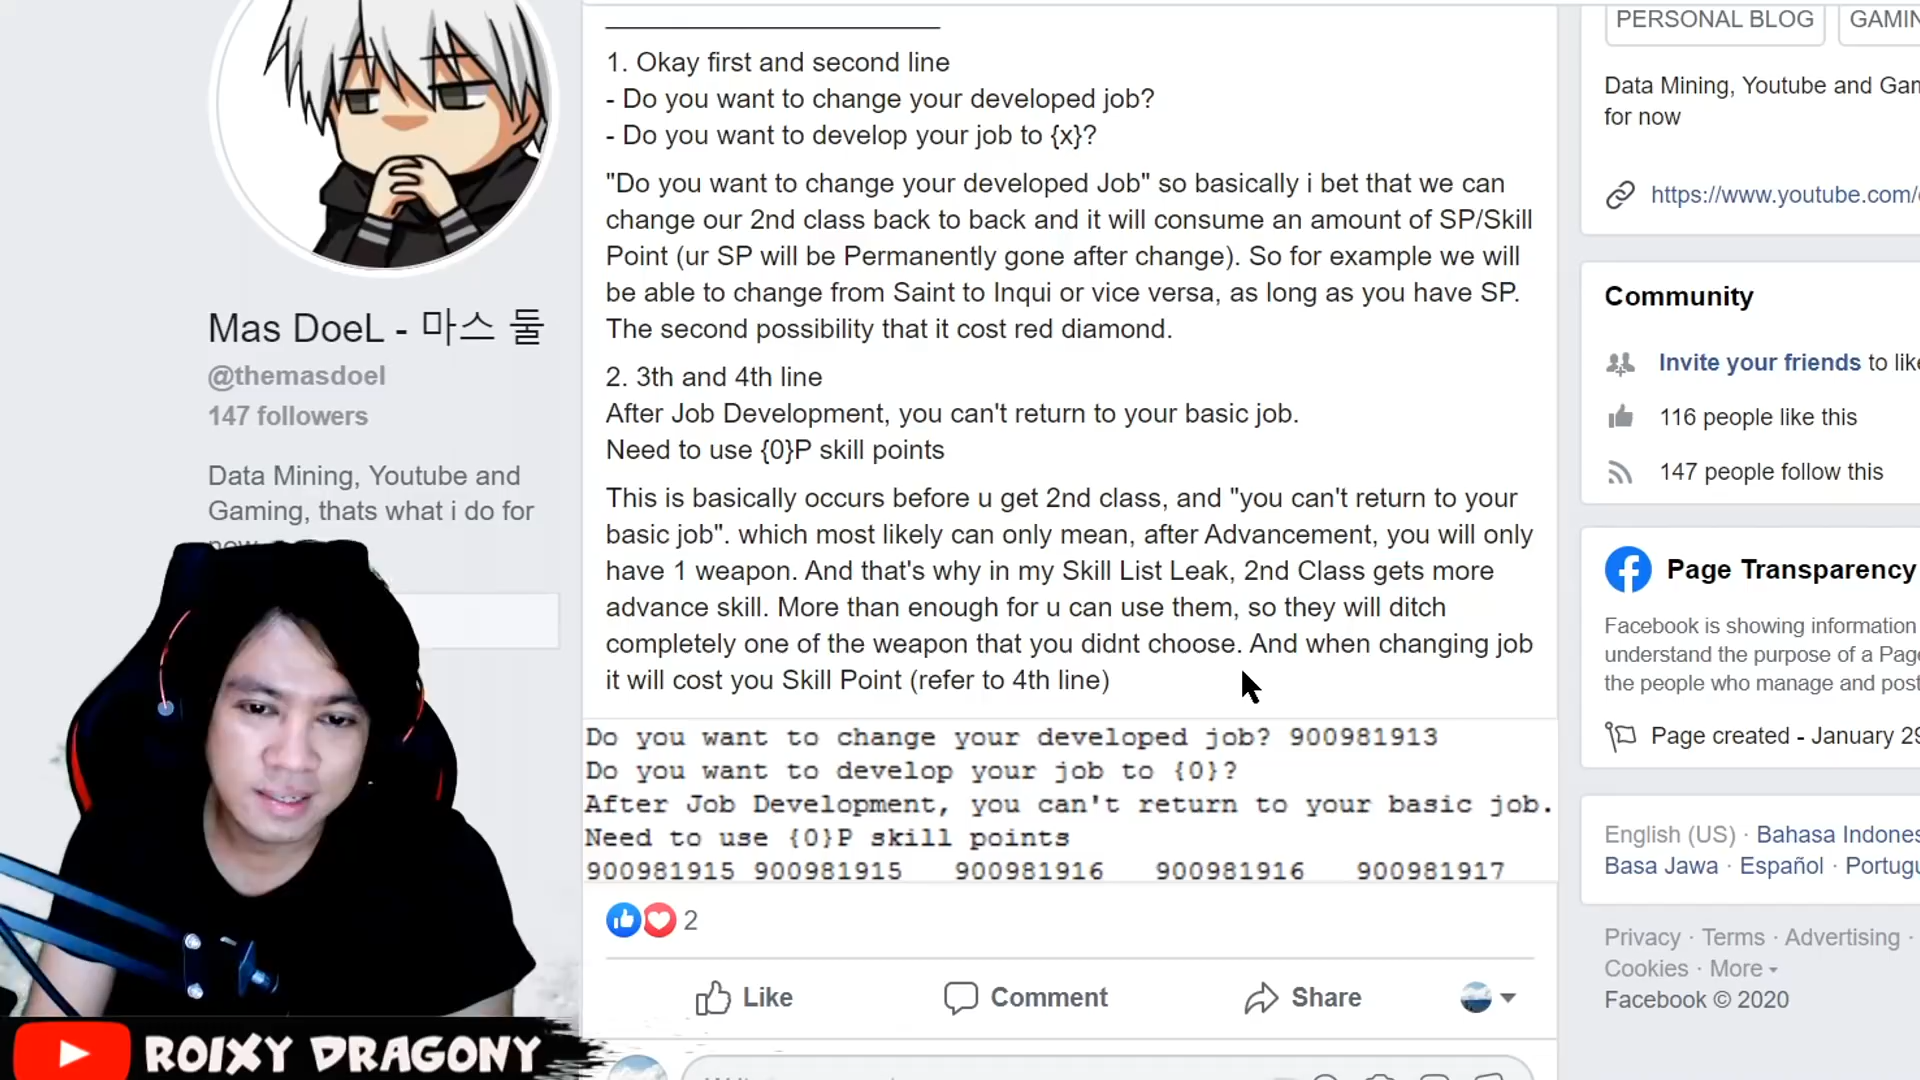 Mas DoeL - 마스 둘
@themasdoel
147 followers
Data Mining, Youtube and
Gaming, thats what i do for
now
1. Okay first and second line
- Do you want to change your developed job?
- Do you want to develop your job to {x}?
"Do you want to change your developed Job" so basically i bet that we can
change our 2nd class back to back and it will consume an amount of SP/Skill
Point (ur SP will be Permanently gone after change). So for example we will
be able to change from Saint to Inqui or vice versa, as long as you have SP.
The second possibility that it cost red diamond.
2. 3th and 4th line
After Job Development, you can't return to your basic job.
Need to use {0}P skill points
This is basically occurs before u get 2nd class, and "you can't return to your
basic job". which most likely can only mean, after Advancement, you will only
have 1 weapon. And that's why in my Skill List Leak, 2nd Class gets more
advance skill. More than enough for u can use them, so they will ditch
completely one of the weapon that you didnt choose. And when changing job
it will cost you Skill Point (refer to 4th line)
Do you want to change your developed job? 900981913
Do you want to develop your job to {0}?
After Job Development, you can't return to your basic job.
Need to use {0}P skill points
900981915 900981915 900981916 900981916 900981917
2
Like Comment Share
PERSONAL BLOG GAMIN
Data Mining, Youtube and Gam
for now
https://www.youtube.com/
Community
Invite your friends to like
116 people like this
147 people follow this
Page Transparency
Facebook is showing information
understand the purpose of a Page
the people who manage and post
Page created - January 29
English (US) · Bahasa Indones
Basa Jawa · Español · Portugu
Privacy · Terms · Advertising ·
Cookies · More
Facebook © 2020
ROIXY DRAGONY